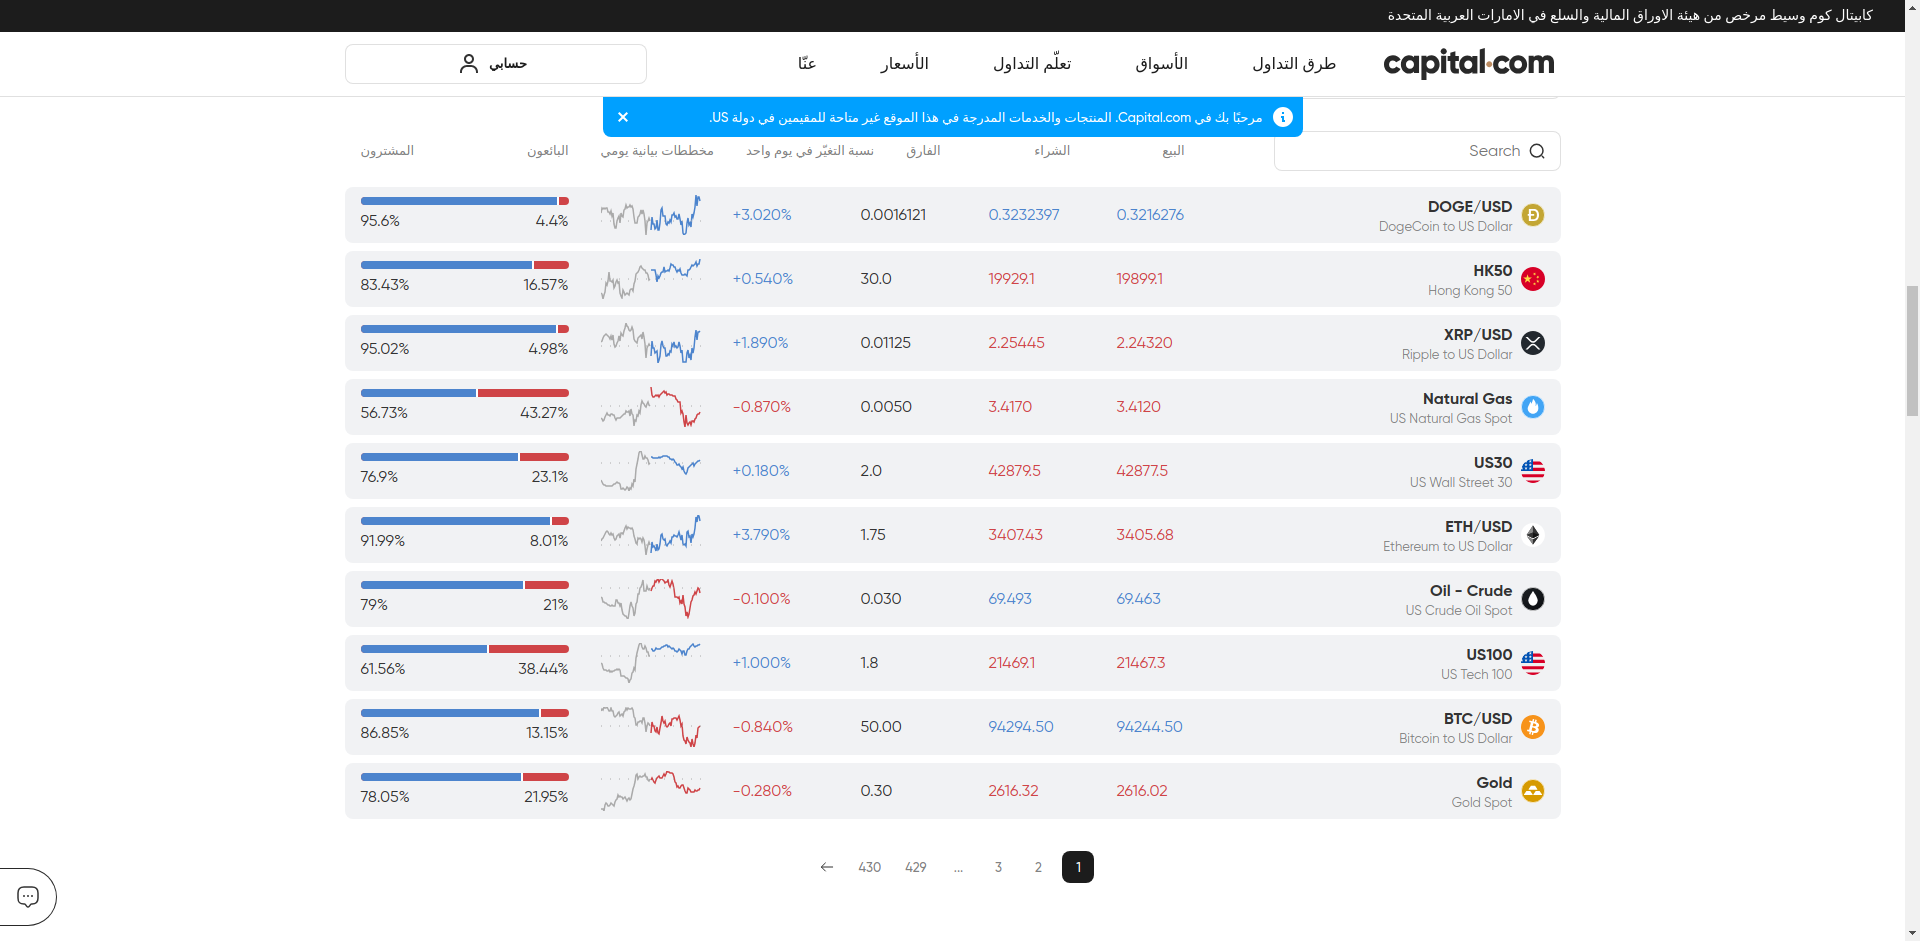 كابيتال كوم وسيط مرخص من هيئة الاوراق المالية والسلع في الامارات العربية المتحدة
capital.com
طرق التداول
الأسواق
تعلّم التداول
الأسعار
عنّا
حسابي
مرحبًا بك في Capital.com. المنتجات والخدمات المدرجة في هذا الموقع غير متاحة للمقيمين في دولة US.
Search
البيع
الشراء
الفارق
نسبة التغيّر في يوم واحد
مخططات بيانية يومي
البائعون
المشترون
DOGE/USD
DogeCoin to US Dollar
0.3216276
0.3232397
0.0016121
+3.020%
4.4%
95.6%
HK50
Hong Kong 50
19899.1
19929.1
30.0
+0.540%
16.57%
83.43%
XRP/USD
Ripple to US Dollar
2.24320
2.25445
0.01125
+1.890%
4.98%
95.02%
Natural Gas
US Natural Gas Spot
3.4120
3.4170
0.0050
-0.870%
43.27%
56.73%
US30
US Wall Street 30
42877.5
42879.5
2.0
+0.180%
23.1%
76.9%
ETH/USD
Ethereum to US Dollar
3405.68
3407.43
1.75
+3.790%
8.01%
91.99%
Oil - Crude
US Crude Oil Spot
69.463
69.493
0.030
-0.100%
21%
79%
US100
US Tech 100
21467.3
21469.1
1.8
+1.000%
38.44%
61.56%
BTC/USD
Bitcoin to US Dollar
94244.50
94294.50
50.00
-0.840%
13.15%
86.85%
Gold
Gold Spot
2616.02
2616.32
0.30
-0.280%
21.95%
78.05%
1
2
3
...
429
430